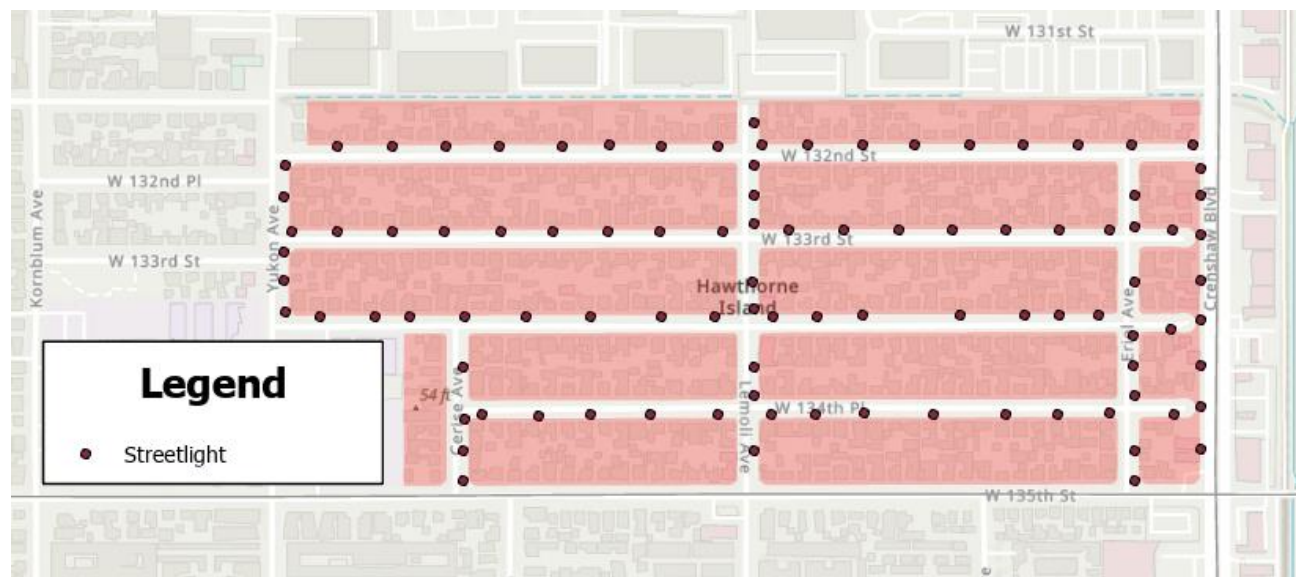 W 131st St
W 132nd St
W 132nd Pl
Kornblum Ave
Yukon Ave
Crenshaw Blvd
W 133rd St
W 133rd St
Hawthorne
Island
Erial Ave
Legend
Streetlight
54 ft
Cerise Ave
Lemoli Ave
W 134th Pl
W 135th St
e